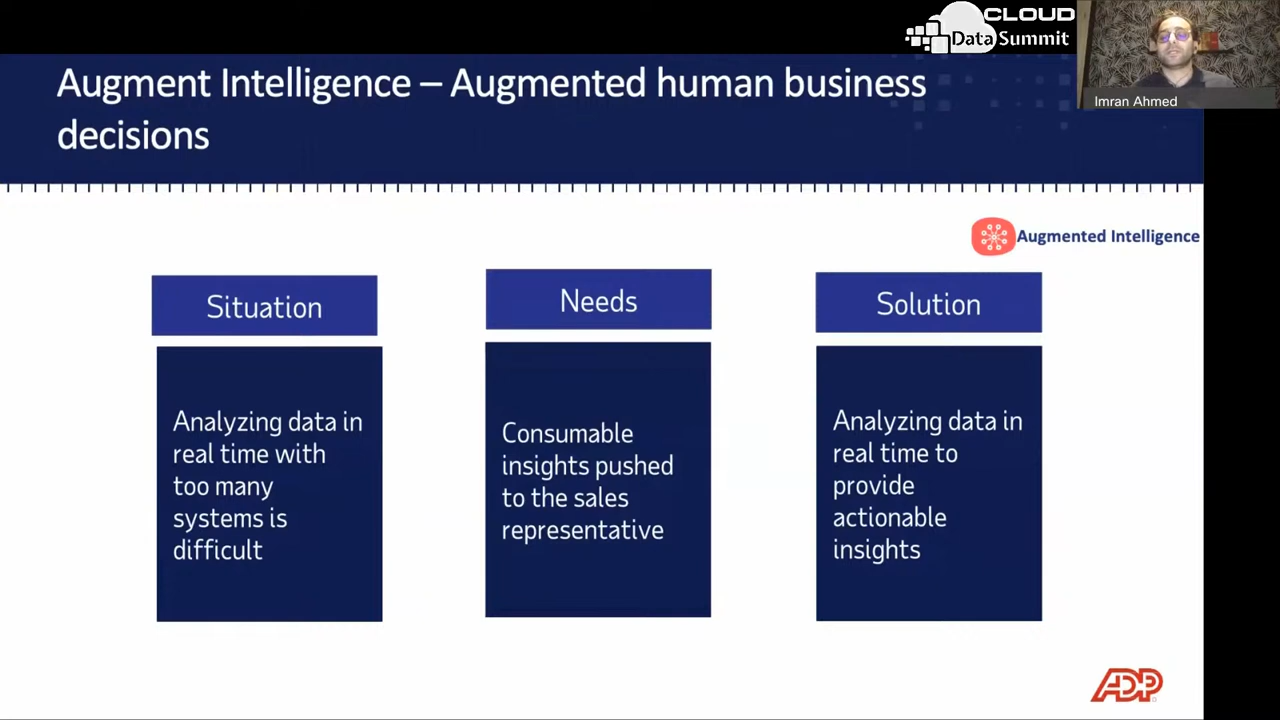 CLOUD
Data Summit
Imran Ahmed
Augment Intelligence – Augmented human business
decisions
Augmented Intelligence
Situation
Analyzing data in
real time with
too many
systems is
difficult
Needs
Consumable
insights pushed
to the sales
representative
Solution
Analyzing data in
real time to
provide
actionable
insights
ADP